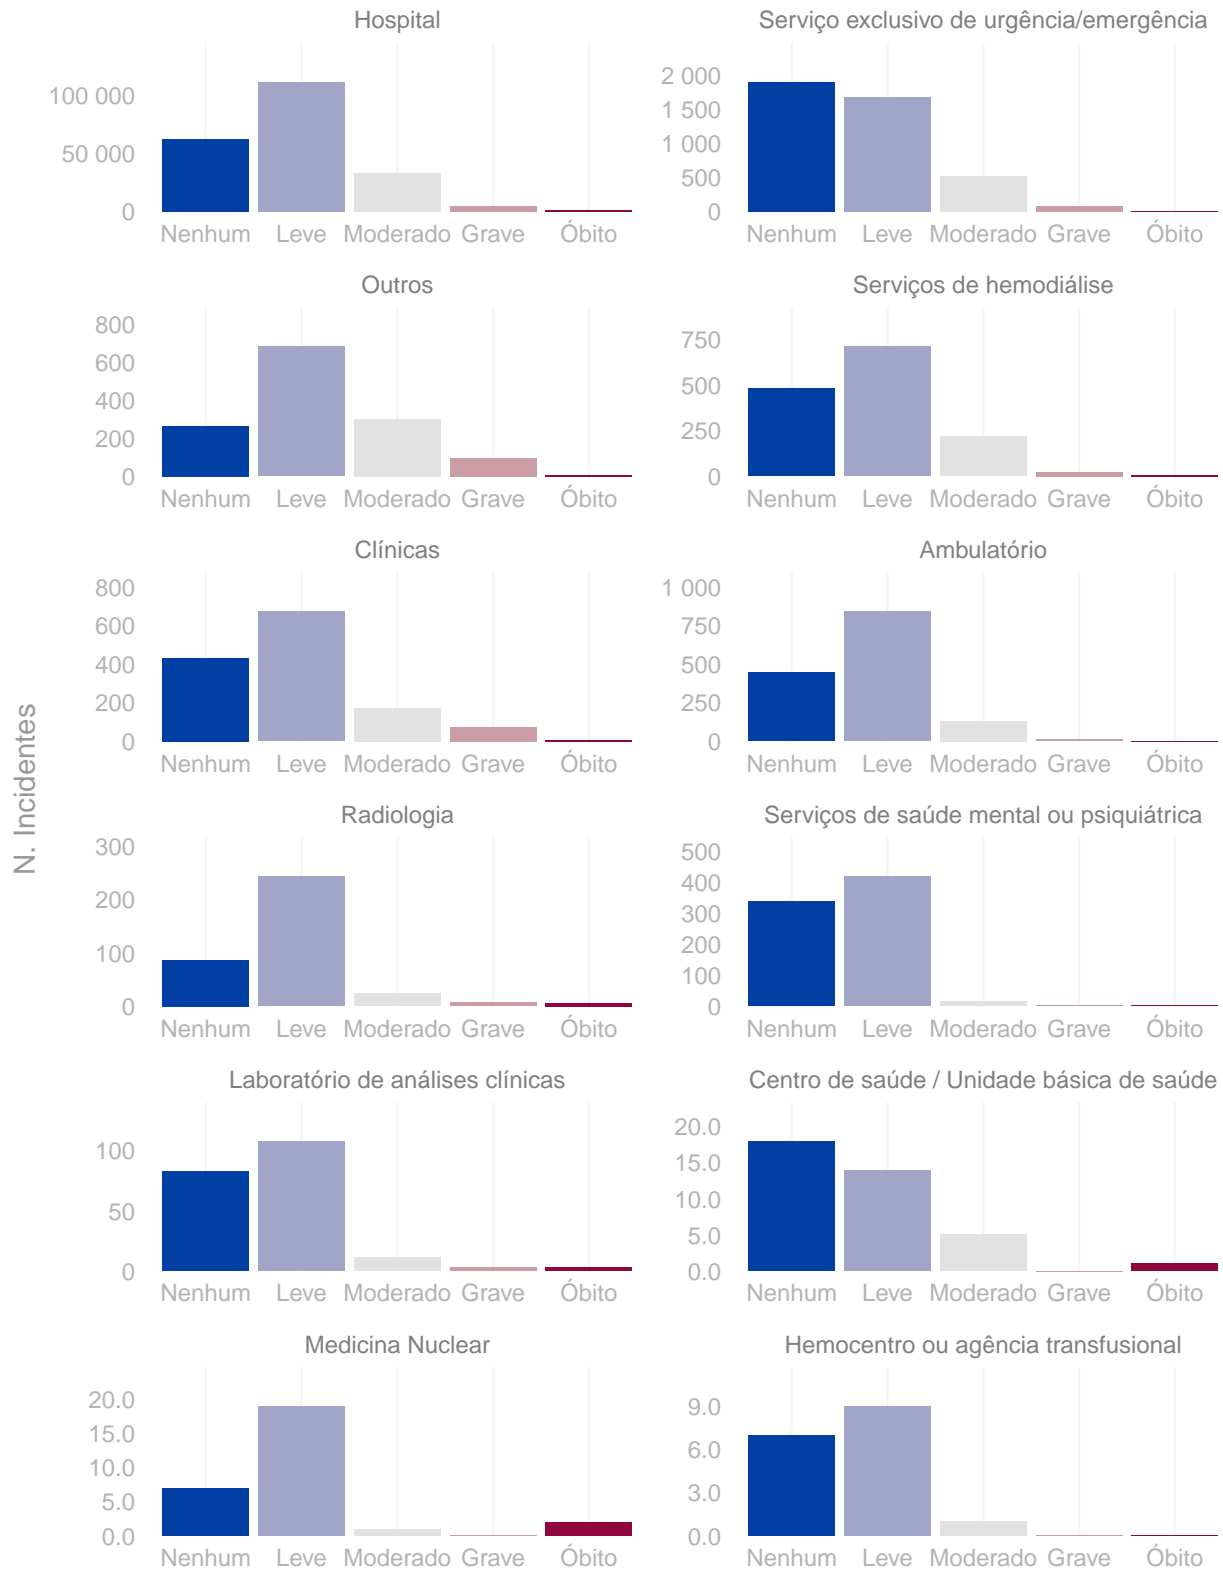 Hospital
100 000
50 000
0
Nenhum Leve Moderado Grave Óbito
Serviço exclusivo de urgência/emergência
2 000
1 500
1 000
500
0
Nenhum Leve Moderado Grave Óbito
Outros
800
600
400
200
0
Nenhum Leve Moderado Grave Óbito
Serviços de hemodiálise
750
500
250
0
Nenhum Leve Moderado Grave Óbito
Clínicas
800
600
400
200
0
Nenhum Leve Moderado Grave Óbito
Ambulatório
1 000
750
500
250
0
Nenhum Leve Moderado Grave Óbito
N. Incidentes
Radiologia
300
200
100
0
Nenhum Leve Moderado Grave Óbito
Serviços de saúde mental ou psiquiátrica
500
400
300
200
100
0
Nenhum Leve Moderado Grave Óbito
Laboratório de análises clínicas
100
50
0
Nenhum Leve Moderado Grave Óbito
Centro de saúde / Unidade básica de saúde
20.0
15.0
10.0
5.0
0.0
Nenhum Leve Moderado Grave Óbito
Medicina Nuclear
20.0
15.0
10.0
5.0
0.0
Nenhum Leve Moderado Grave Óbito
Hemocentro ou agência transfusional
9.0
6.0
3.0
0.0
Nenhum Leve Moderado Grave Óbito